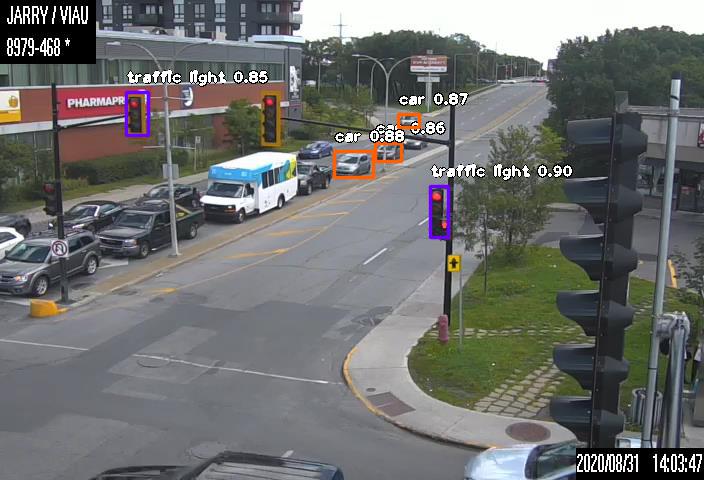 JARRY / VIAU
8979-468 *
traffic light 0.85
car 0.87
car 0.88
0.86
PHARMAPR
traffic light 0.90
2020/08/31 14:03:47